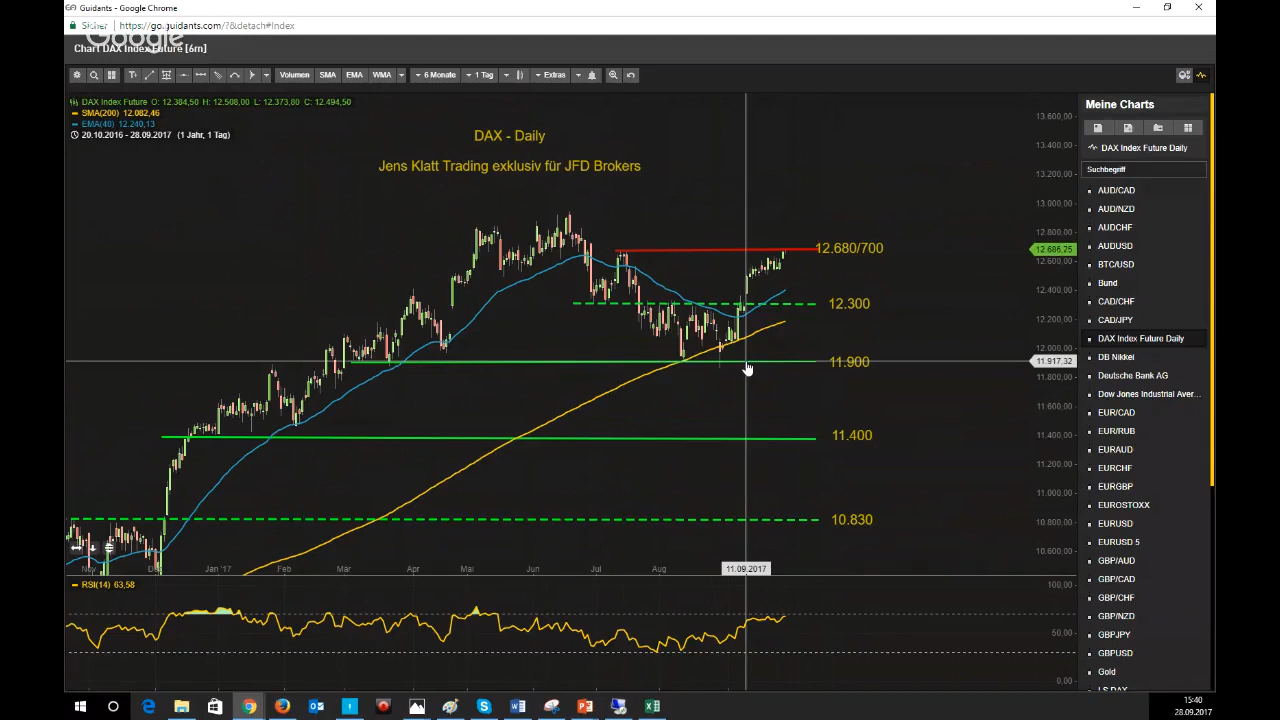 Guidants - Google Chrome
Sicher https://go.guidants.com/?&detach#Index
Google
Chart DAX Index Future [6m]
Volumen SMA EMA WMA 6 Monate 1 Tag Extras
DAX Index Future O: 12.384,50 H: 12.508,00 L: 12.373,80 C: 12.494,50
SMA(200) 12.082,46
EMA(40) 12.240,13
20.10.2016 - 28.09.2017 (1 Jahr, 1 Tag)
DAX - Daily
Jens Klatt Trading exklusiv für JFD Brokers
12.680/700
12.300
11.900
11.400
10.830
13.600,00
13.400,00
13.200,00
13.000,00
12.800,00
12.686,25
12.600,00
12.400,00
12.200,00
12.000,00
11.917,32
11.800,00
11.600,00
11.400,00
11.200,00
11.000,00
10.800,00
10.600,00
Nov Jan '17 Feb Mär Apr Mai Jun Jul Aug 11.09.2017
RSI(14) 63,58
100,00
50,00
0,00
Meine Charts
DAX Index Future Daily
Suchbegriff
AUD/CAD
AUD/NZD
AUDCHF
AUDUSD
BTC/USD
Bund
CAD/CHF
CAD/JPY
DAX Index Future Daily
DB Nikkei
Deutsche Bank AG
Dow Jones Industrial Aver...
EUR/CAD
EUR/RUB
EURAUD
EURCHF
EURGBP
EUROSTOXX
EURUSD
EURUSD 5
GBP/AUD
GBP/CAD
GBP/CHF
GBP/NZD
GBPJPY
GBPUSD
Gold
LS DAX
15:40
28.09.2017